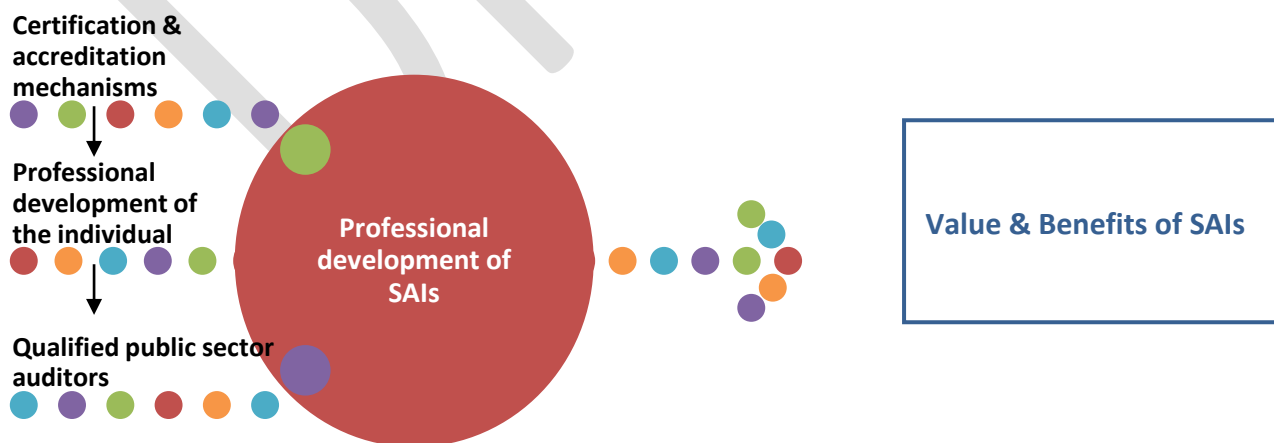 Certification &
accreditation
mechanisms
Professional
development of
the individual
Qualified public sector
auditors
Professional
development of
SAIs
Value & Benefits of SAIs